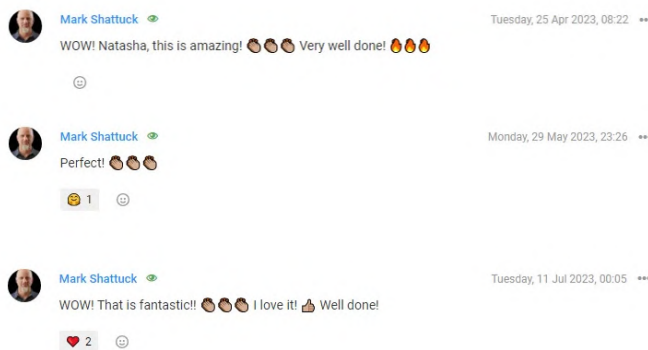 Mark Shattuck Tuesday, 25 Apr 2023, 08:22
WOW! Natasha, this is amazing! 👏🏽👏🏽👏🏽 Very well done! 🔥🔥🔥
Mark Shattuck Monday, 29 May 2023, 23:26
Perfect! 👏🏽👏🏽👏🏽
🤗 1
Mark Shattuck Tuesday, 11 Jul 2023, 00:05
WOW! That is fantastic!! 👏🏽👏🏽👏🏽 I love it! 👍🏽 Well done!
❤️ 2